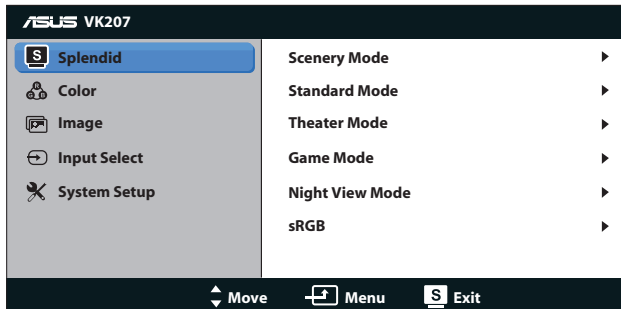 ASUS VK207
S Splendid
Color
Image
Input Select
System Setup
Scenery Mode
Standard Mode
Theater Mode
Game Mode
Night View Mode
sRGB
Move Menu S Exit